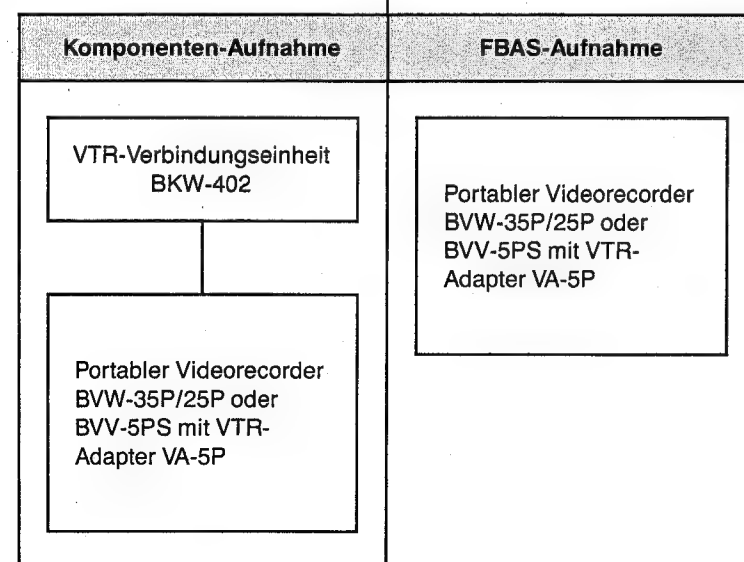 Komponenten-Aufnahme
FBAS-Aufnahme
VTR-Verbindungseinheit
BKW-402
Portabler Videorecorder
BVW-35P/25P oder
BVV-5PS mit VTR-
Adapter VA-5P
Portabler Videorecorder
BVW-35P/25P oder
BVV-5PS mit VTR-
Adapter VA-5P